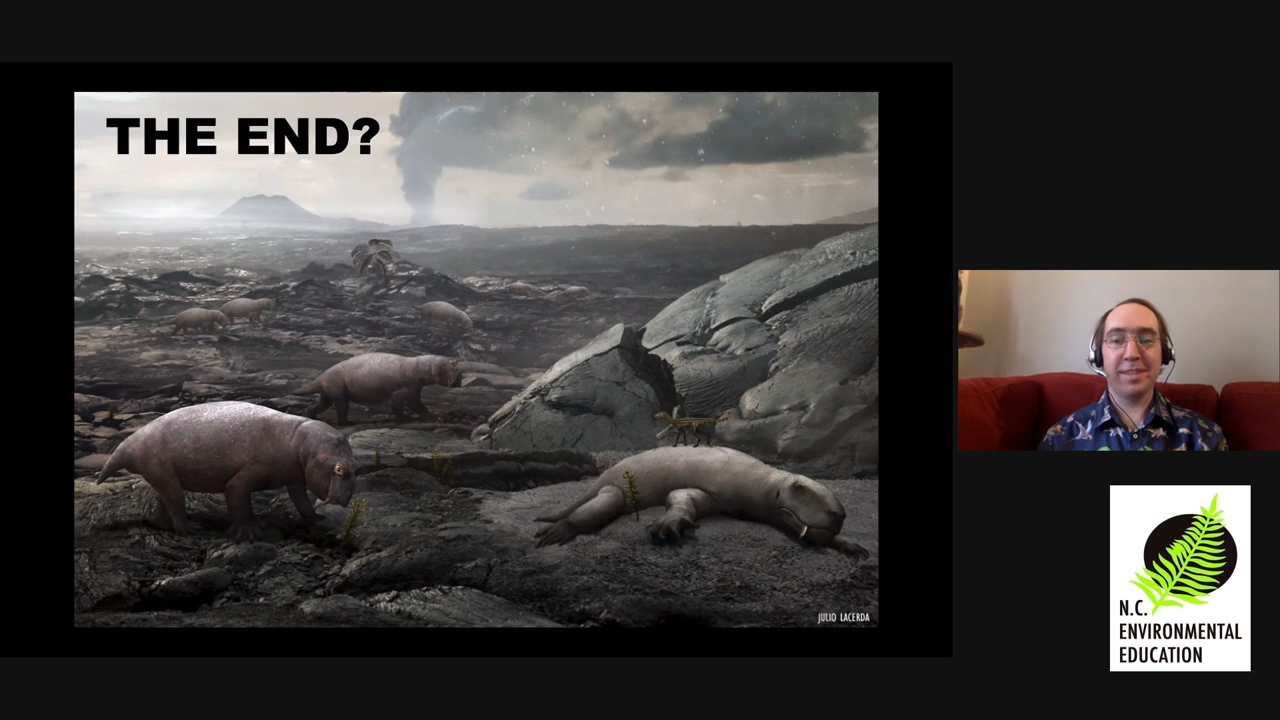 THE END?
JULIO LACERDA
N.C.
ENVIRONMENTAL
EDUCATION